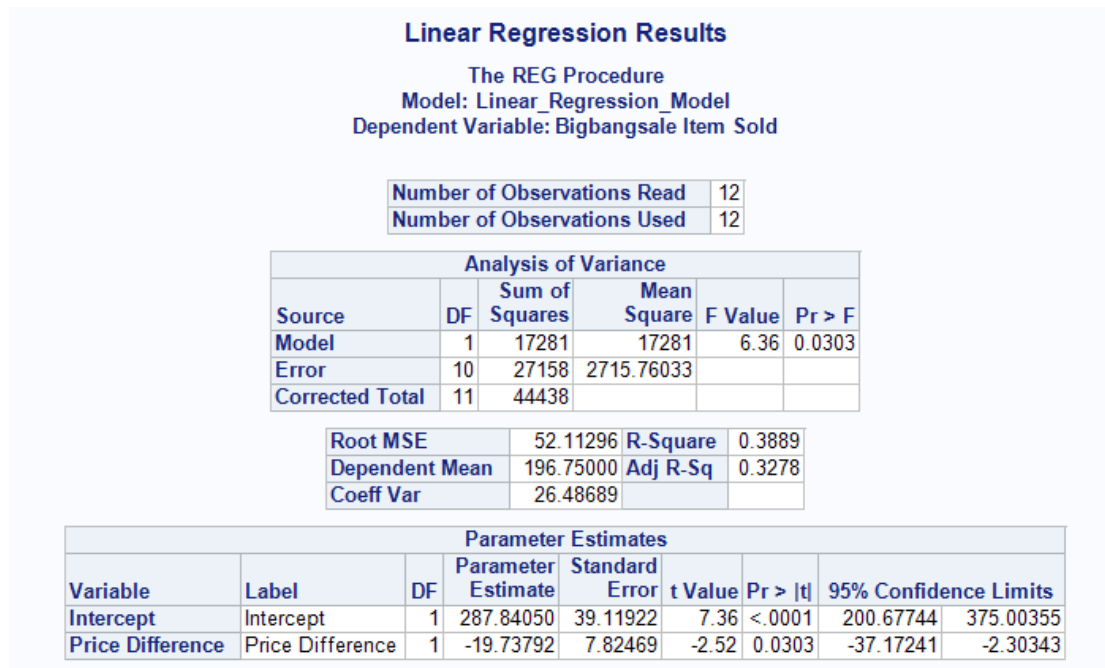 Linear Regression Results
The REG Procedure
Model: Linear_Regression_Model
Dependent Variable: Bigbangsale Item Sold
Number of Observations Read 12
Number of Observations Used 12
Analysis of Variance
Source DF Sum of Squares Mean Square F Value Pr > F
Model 1 17281 17281 6.36 0.0303
Error 10 27158 2715.76033
Corrected Total 11 44438
Root MSE 52.11296 R-Square 0.3889
Dependent Mean 196.75000 Adj R-Sq 0.3278
Coeff Var 26.48689
Parameter Estimates
Variable Label DF Parameter Estimate Standard Error t Value Pr > |t| 95% Confidence Limits
Intercept Intercept 1 287.84050 39.11922 7.36 <.0001 200.67744 375.00355
Price Difference Price Difference 1 -19.73792 7.82469 -2.52 0.0303 -37.17241 -2.30343